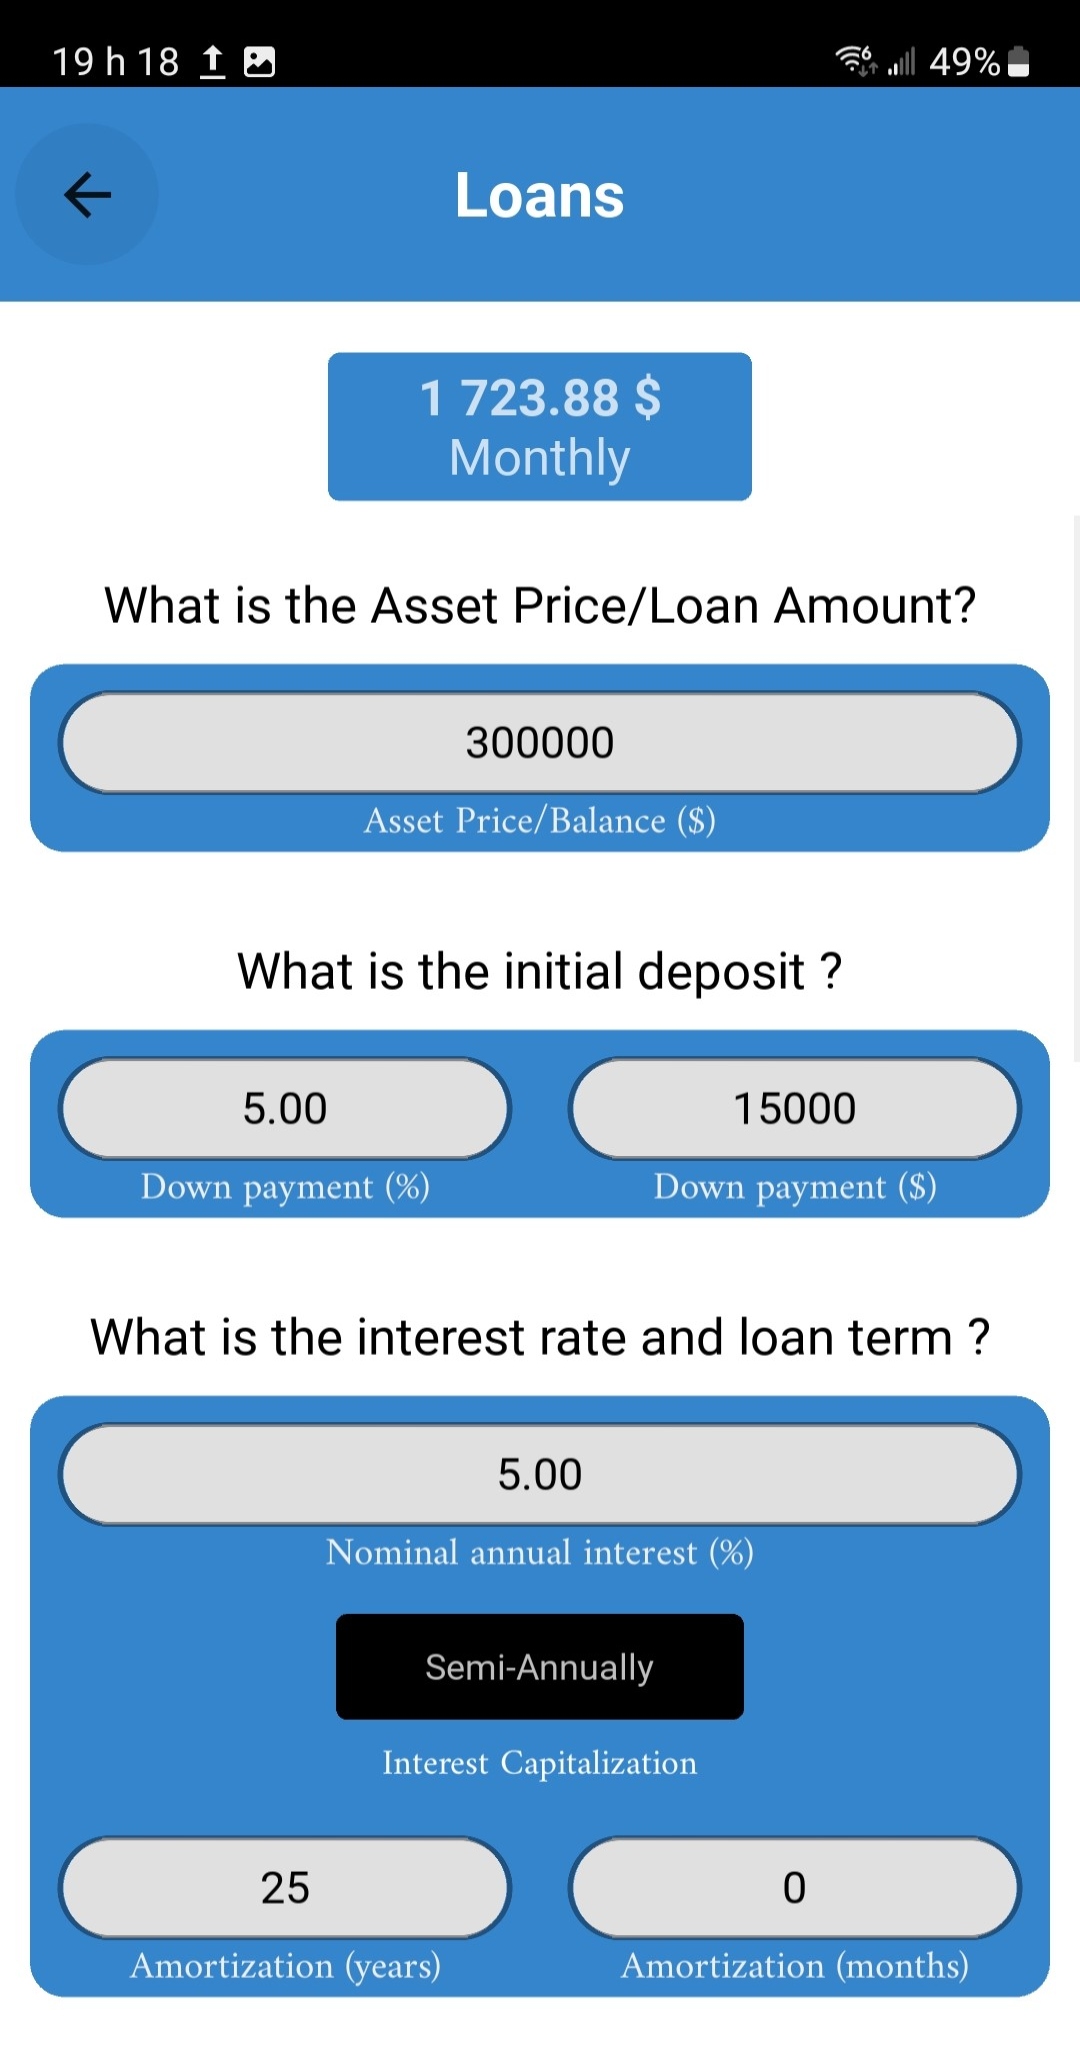 19 h 18 49%
Loans
1 723.88 $
Monthly
What is the Asset Price/Loan Amount?
300000
Asset Price/Balance ($)
What is the initial deposit ?
5.00 15000
Down payment (%) Down payment ($)
What is the interest rate and loan term ?
5.00
Nominal annual interest (%)
Semi-Annually
Interest Capitalization
25 0
Amortization (years) Amortization (months)